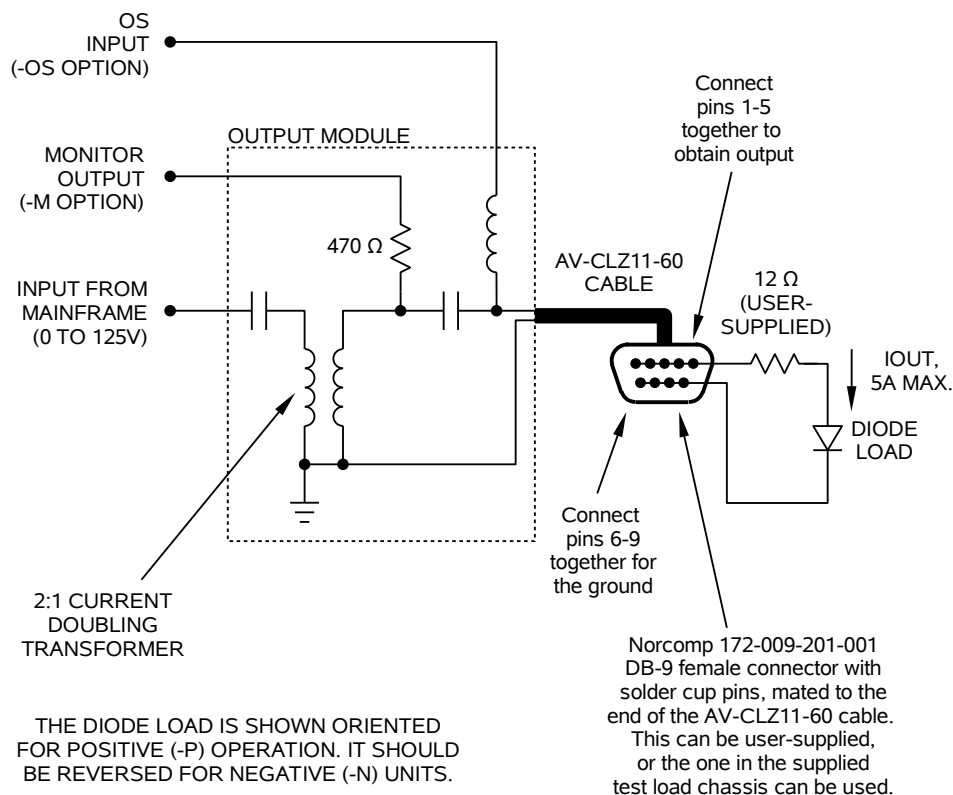 OS
INPUT
(-OS OPTION)
OUTPUT MODULE
MONITOR
OUTPUT
(-M OPTION)
470 Ω
INPUT FROM
MAINFRAME
(0 TO 125V)
Connect
pins 1-5
together to
obtain output
AV-CLZ11-60
CABLE
12 Ω
(USER-
SUPPLIED)
IOUT,
5A MAX.
DIODE
LOAD
Connect
pins 6-9
together for
the ground
2:1 CURRENT
DOUBLING
TRANSFORMER
Norcomp 172-009-201-001
DB-9 female connector with
solder cup pins, mated to the
end of the AV-CLZ11-60 cable.
This can be user-supplied,
or the one in the supplied
test load chassis can be used.
THE DIODE LOAD IS SHOWN ORIENTED
FOR POSITIVE (-P) OPERATION. IT SHOULD
BE REVERSED FOR NEGATIVE (-N) UNITS.